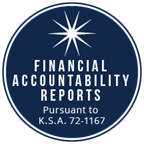 FINANCIAL
ACCOUNTABILITY
REPORTS
Pursuant to
K.S.A. 72-1167